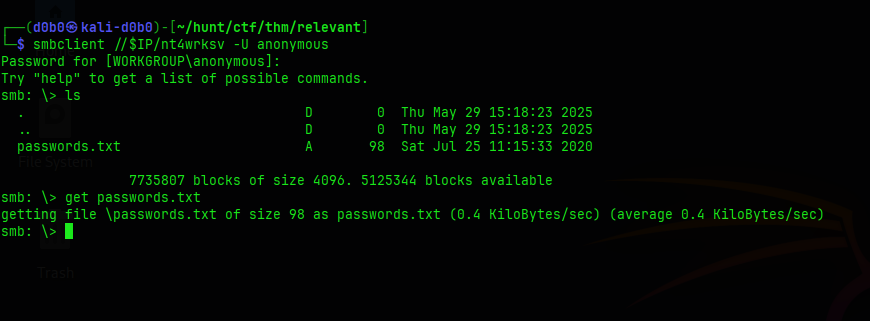 ┌──(d0b0㉿kali-d0b0)-[~/hunt/ctf/thm/relevant]
└─$ smbclient //$IP/nt4wrksv -U anonymous
Password for [WORKGROUP\anonymous]:
Try "help" to get a list of possible commands.
smb: \> ls
  .                                   D        0  Thu May 29 15:18:23 2025
  ..                                  D        0  Thu May 29 15:18:23 2025
  passwords.txt                       A       98  Sat Jul 25 11:15:33 2020
File System
                7735807 blocks of size 4096. 5125344 blocks available
smb: \> get passwords.txt
getting file \passwords.txt of size 98 as passwords.txt (0.4 KiloBytes/sec) (average 0.4 KiloBytes/sec)
smb: \>
Trash